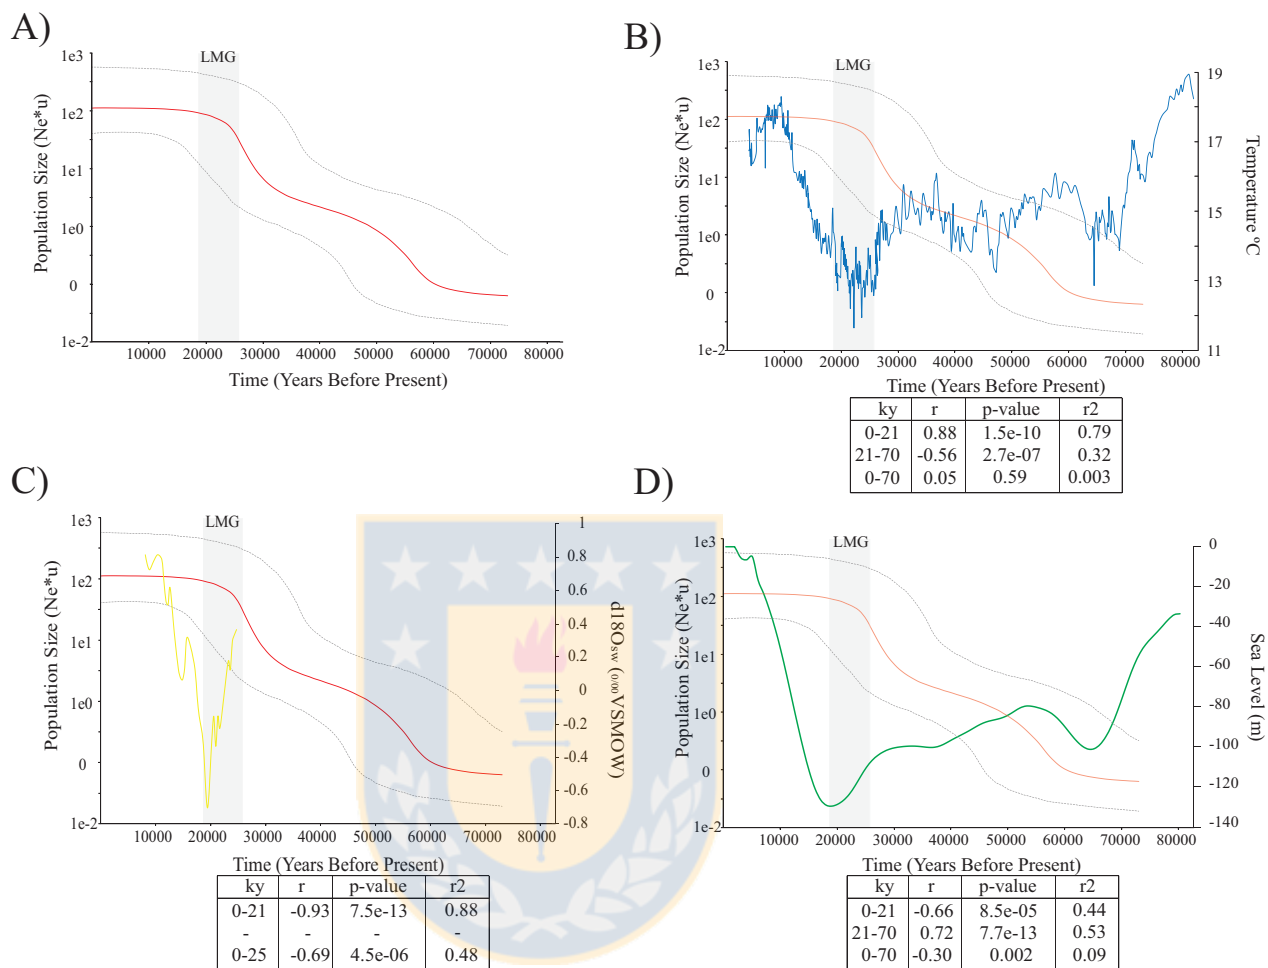 A)
LMG
1e3
1e2
1e1
1e0
0
1e-2
Population Size (Ne*u)
10000 20000 30000 40000 50000 60000 70000 80000
Time (Years Before Present)
B)
LMG
1e3
1e2
1e1
1e0
0
1e-2
Population Size (Ne*u)
19
17
15
13
11
Temperature ºC
10000 20000 30000 40000 50000 60000 70000 80000
Time (Years Before Present)
ky r p-value r2
0-21 0.88 1.5e-10 0.79
21-70 -0.56 2.7e-07 0.32
0-70 0.05 0.59 0.003
C)
LMG
1e3
1e2
1e1
1e0
0
1e-2
Population Size (Ne*u)
1
0.8
0.6
0.4
0.2
0
-0.2
-0.4
-0.6
-0.8
d18Osw (0/00 VSMOW)
10000 20000 30000 40000 50000 60000 70000 80000
Time (Years Before Present)
ky r p-value r2
0-21 -0.93 7.5e-13 0.88
- - - -
0-25 -0.69 4.5e-06 0.48
D)
LMG
1e3
1e2
1e1
1e0
0
1e-2
Population Size (Ne*u)
0
-20
-40
-60
-80
-100
-120
-140
Sea Level (m)
10000 20000 30000 40000 50000 60000 70000 80000
Time (Years Before Present)
ky r p-value r2
0-21 -0.66 8.5e-05 0.44
21-70 0.72 7.7e-13 0.53
0-70 -0.30 0.002 0.09